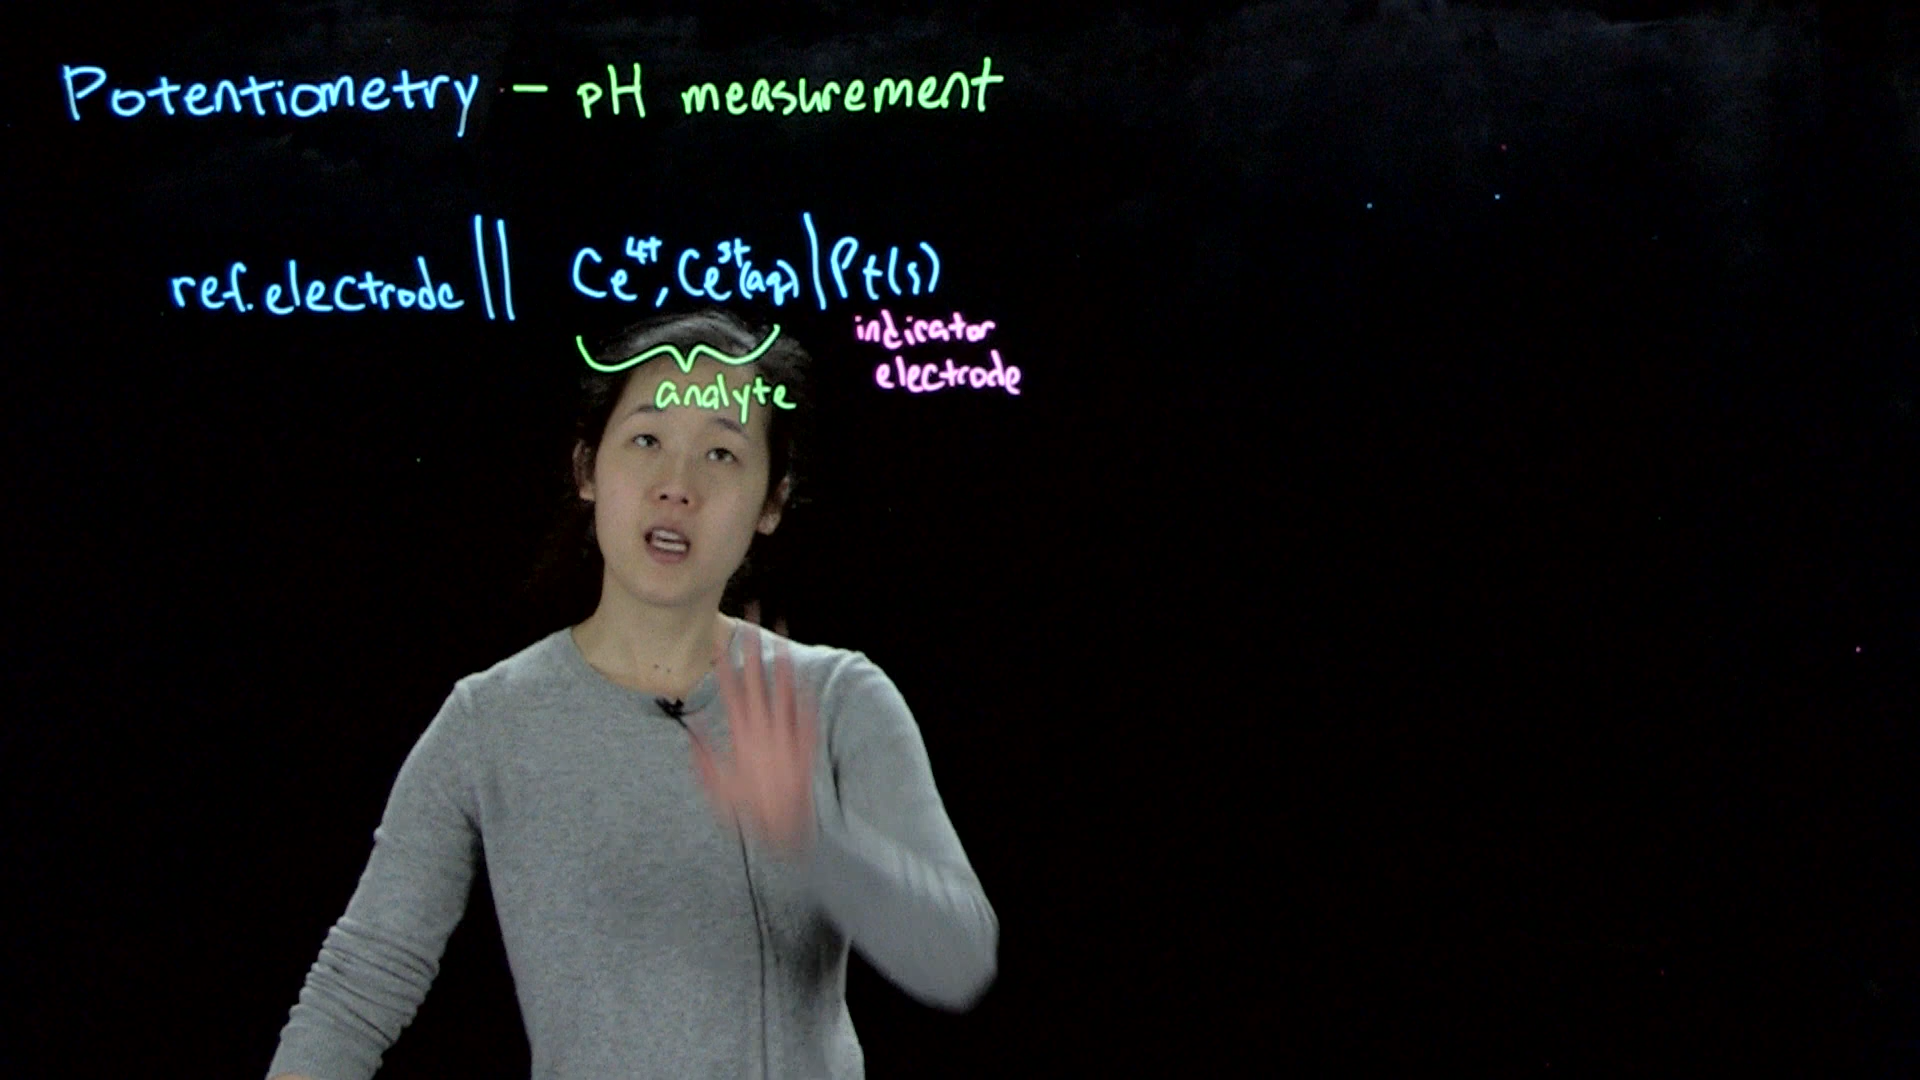 Potentiometry - pH measurement
ref. electrode || Ce⁴⁺, Ce³⁺(aq) | Pt(s)
indicator
electrode
analyte